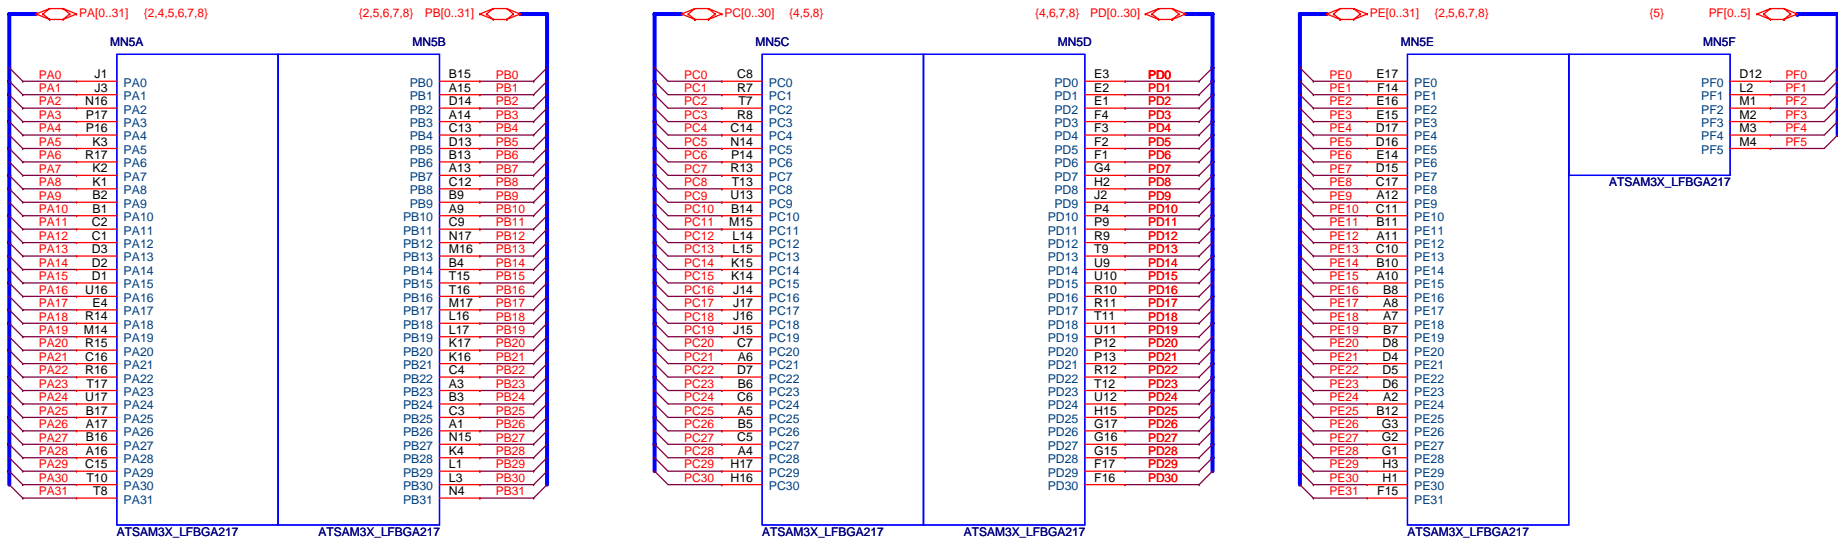 PA[0..31] {2,4,5,6,7,8} {2,5,6,7,8} PB[0..31]
MN5A MN5B
PA0 J1 PA0 PB0 B15 PB0
PA1 J3 PA1 PB1 A15 PB1
PA2 N16 PA2 PB2 D14 PB2
PA3 P17 PA3 PB3 A14 PB3
PA4 P16 PA4 PB4 C13 PB4
PA5 K3 PA5 PB5 D13 PB5
PA6 R17 PA6 PB6 B13 PB6
PA7 K2 PA7 PB7 A13 PB7
PA8 K1 PA8 PB8 C12 PB8
PA9 B2 PA9 PB9 B9 PB9
PA10 B1 PA10 PB10 A9 PB10
PA11 C2 PA11 PB11 C9 PB11
PA12 C1 PA12 PB12 N17 PB12
PA13 D3 PA13 PB13 M16 PB13
PA14 D2 PA14 PB14 B4 PB14
PA15 D1 PA15 PB15 T15 PB15
PA16 U16 PA16 PB16 T16 PB16
PA17 E4 PA17 PB17 M17 PB17
PA18 R14 PA18 PB18 L16 PB18
PA19 M14 PA19 PB19 L17 PB19
PA20 R15 PA20 PB20 K17 PB20
PA21 C16 PA21 PB21 K16 PB21
PA22 R16 PA22 PB22 C4 PB22
PA23 T17 PA23 PB23 A3 PB23
PA24 U17 PA24 PB24 B3 PB24
PA25 B17 PA25 PB25 C3 PB25
PA26 A17 PA26 PB26 A1 PB26
PA27 B16 PA27 PB27 N15 PB27
PA28 A16 PA28 PB28 K4 PB28
PA29 C15 PA29 PB29 L1 PB29
PA30 T10 PA30 PB30 L3 PB30
PA31 T8 PA31 PB31 N4 PB31
ATSAM3X_LFBGA217 ATSAM3X_LFBGA217
PC[0..30] {4,5,8} {4,6,7,8} PD[0..30]
MN5C MN5D
PC0 C8 PC0 PD0 E3 PD0
PC1 R7 PC1 PD1 E2 PD1
PC2 T7 PC2 PD2 E1 PD2
PC3 R8 PC3 PD3 F4 PD3
PC4 C14 PC4 PD4 F3 PD4
PC5 N14 PC5 PD5 F2 PD5
PC6 P14 PC6 PD6 F1 PD6
PC7 R13 PC7 PD7 G4 PD7
PC8 T13 PC8 PD8 H2 PD8
PC9 U13 PC9 PD9 J2 PD9
PC10 B14 PC10 PD10 P4 PD10
PC11 M15 PC11 PD11 P9 PD11
PC12 L14 PC12 PD12 R9 PD12
PC13 L15 PC13 PD13 T9 PD13
PC14 K15 PC14 PD14 U9 PD14
PC15 K14 PC15 PD15 U10 PD15
PC16 J14 PC16 PD16 R10 PD16
PC17 J17 PC17 PD17 R11 PD17
PC18 J16 PC18 PD18 T11 PD18
PC19 J15 PC19 PD19 U11 PD19
PC20 C7 PC20 PD20 P12 PD20
PC21 A6 PC21 PD21 P13 PD21
PC22 D7 PC22 PD22 R12 PD22
PC23 B6 PC23 PD23 T12 PD23
PC24 C6 PC24 PD24 U12 PD24
PC25 A5 PC25 PD25 H15 PD25
PC26 B5 PC26 PD26 G17 PD26
PC27 C5 PC27 PD27 G16 PD27
PC28 A4 PC28 PD28 G15 PD28
PC29 H17 PC29 PD29 F17 PD29
PC30 H16 PC30 PD30 F16 PD30
ATSAM3X_LFBGA217 ATSAM3X_LFBGA217
PE[0..31] {2,5,6,7,8} {5} PF[0..5]
MN5E MN5F
PE0 E17 PE0 PF0 D12 PF0
PE1 F14 PE1 PF1 L2 PF1
PE2 E16 PE2 PF2 M1 PF2
PE3 E15 PE3 PF3 M2 PF3
PE4 D17 PE4 PF4 M3 PF4
PE5 D16 PE5 PF5 M4 PF5
PE6 E14 PE6
PE7 D15 PE7
PE8 C17 PE8 ATSAM3X_LFBGA217
PE9 A12 PE9
PE10 C11 PE10
PE11 B11 PE11
PE12 A11 PE12
PE13 C10 PE13
PE14 B10 PE14
PE15 A10 PE15
PE16 B8 PE16
PE17 A8 PE17
PE18 A7 PE18
PE19 B7 PE19
PE20 D8 PE20
PE21 D4 PE21
PE22 D5 PE22
PE23 D6 PE23
PE24 A2 PE24
PE25 B12 PE25
PE26 G3 PE26
PE27 G2 PE27
PE28 G1 PE28
PE29 H3 PE29
PE30 H1 PE30
PE31 F15 PE31
ATSAM3X_LFBGA217